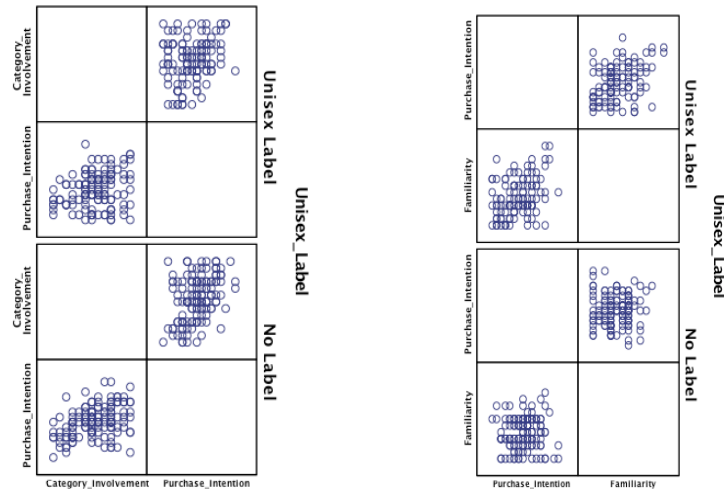 Category_
Involvement
Purchase_Intention
Category_
Involvement
Purchase_Intention
Category_Involvement
Purchase_Intention
Unisex Label
No Label
Unisex_Label
Purchase_Intention
Familiarity
Purchase_Intention
Familiarity
Purchase_Intention
Familiarity
Unisex Label
No Label
Unisex_Label